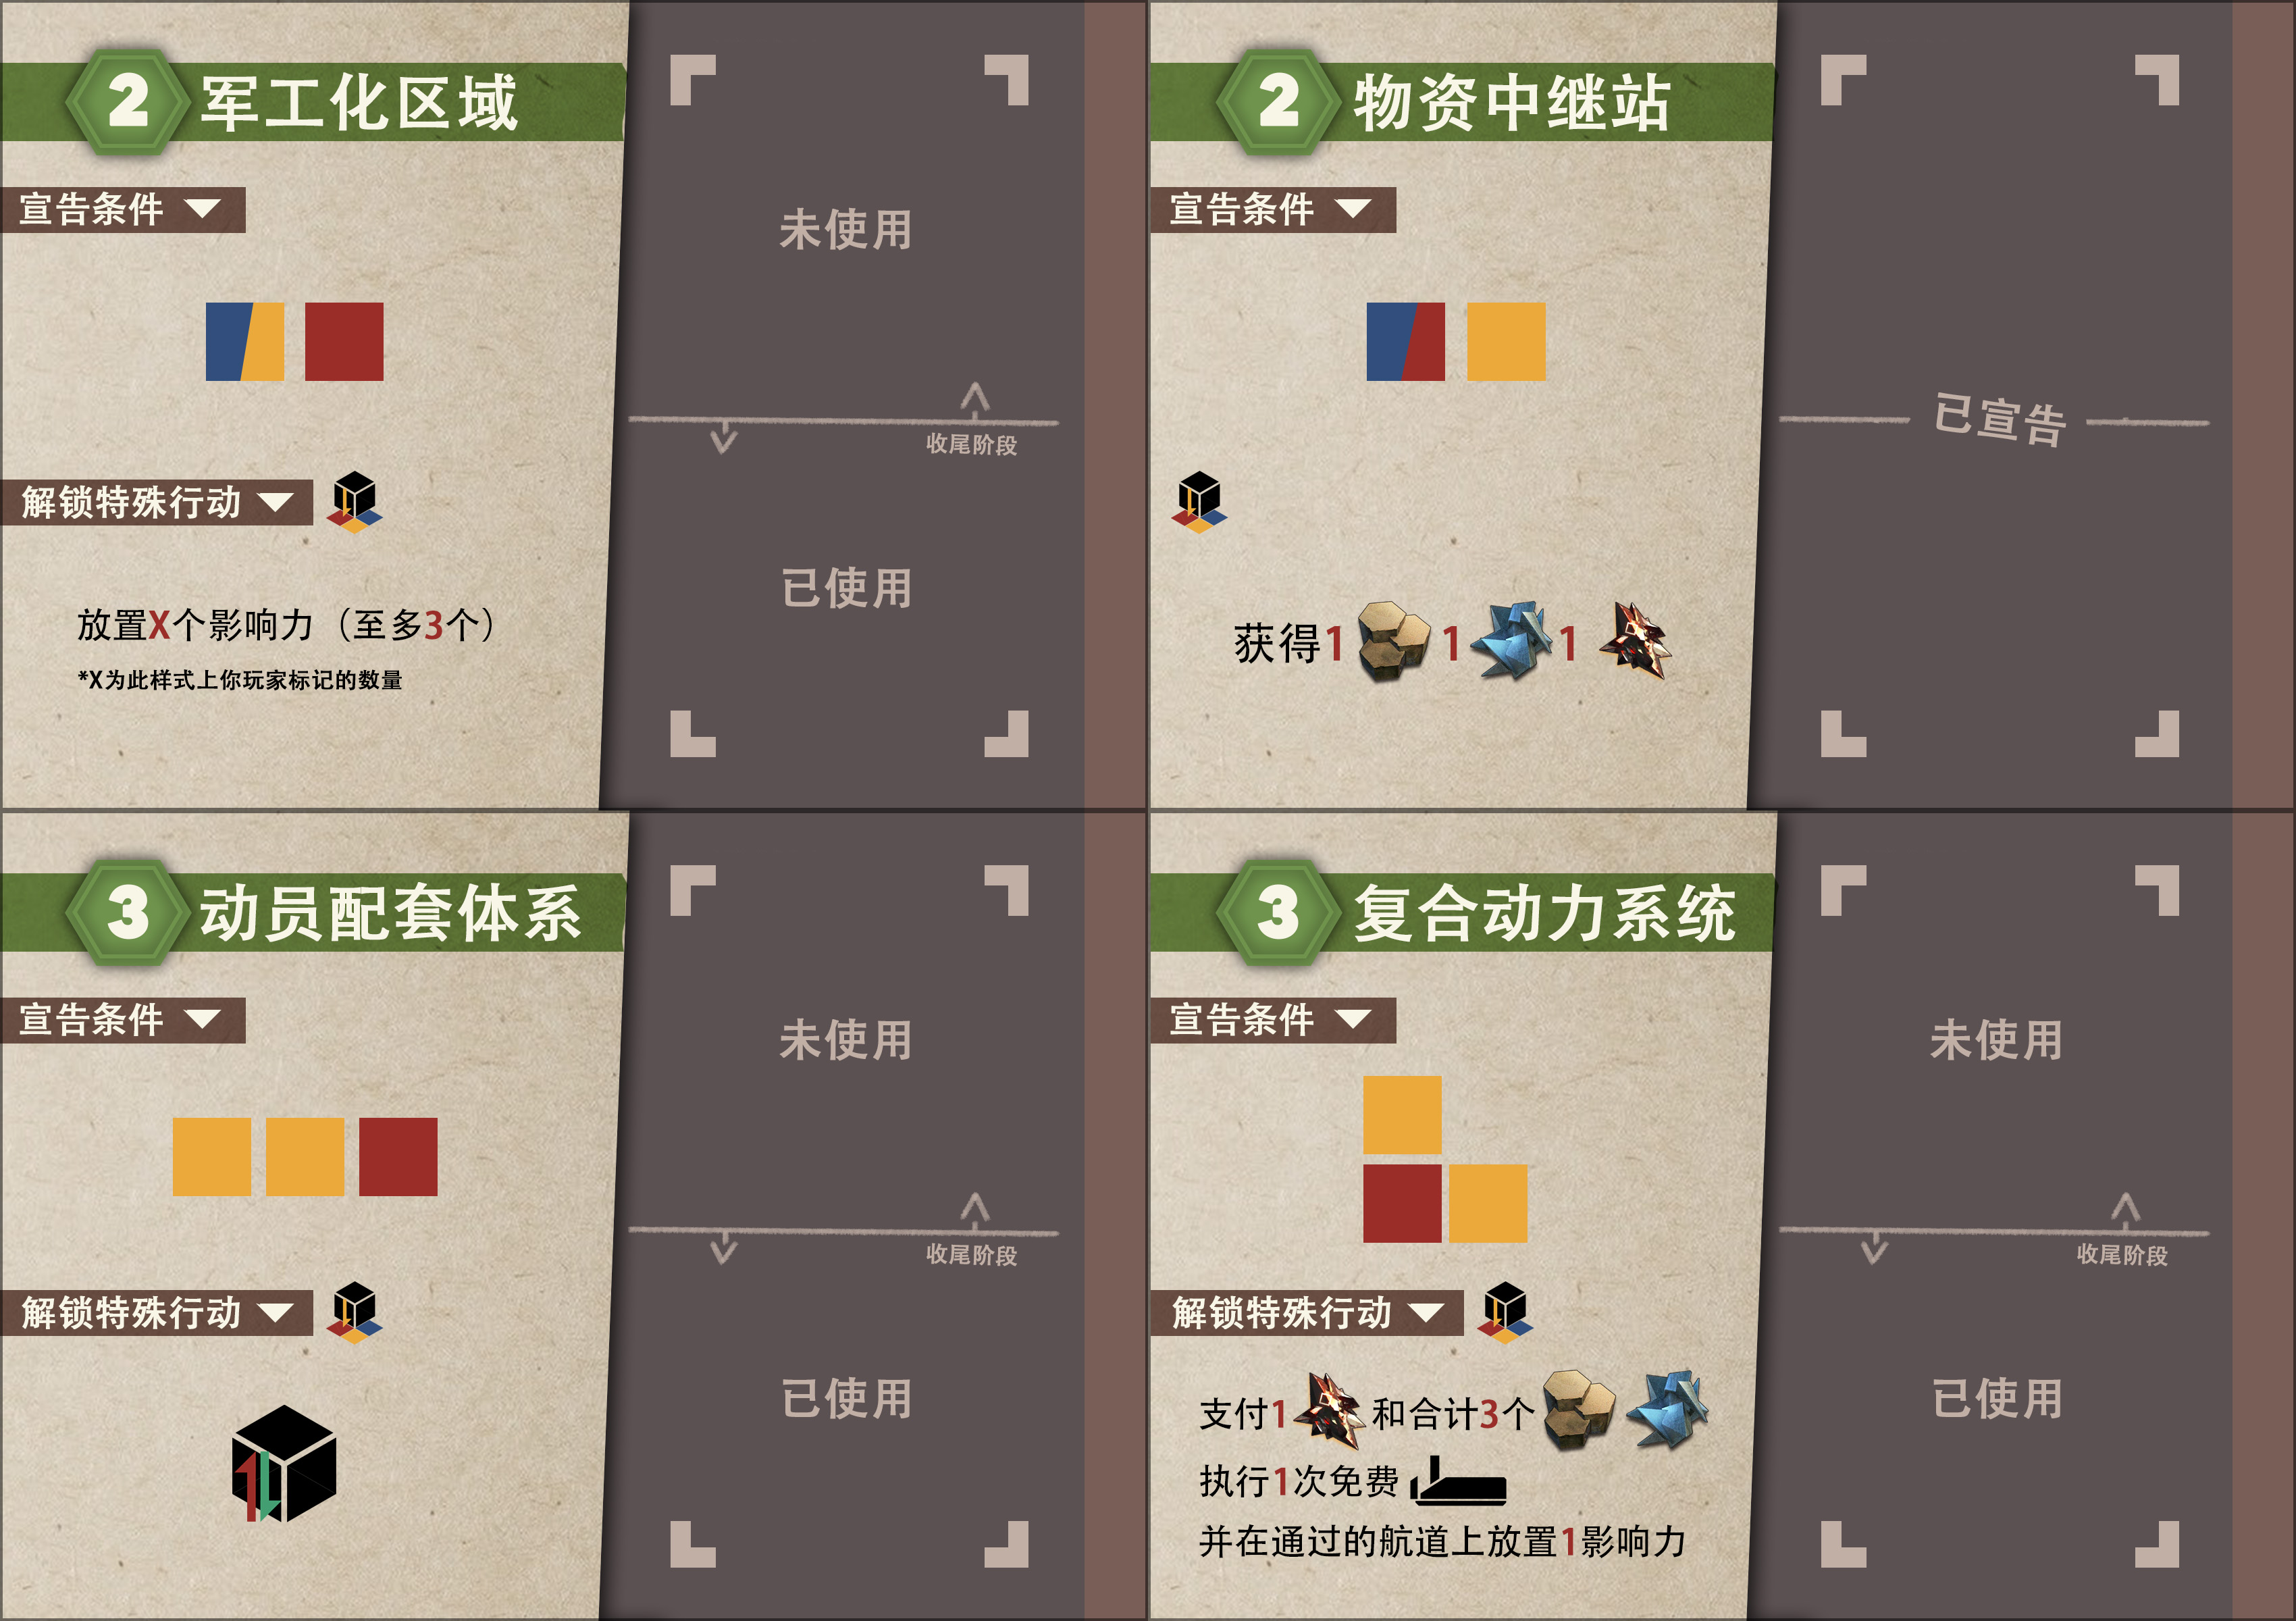 2 军工化区域
宣告条件
解锁特殊行动
放置X个影响力（至多3个）
*X为此样式上你玩家标记的数量
未使用
收尾阶段
已使用
2 物资中继站
宣告条件
获得1 1 1
已宣告
3 动员配套体系
宣告条件
解锁特殊行动
未使用
收尾阶段
已使用
3 复合动力系统
宣告条件
解锁特殊行动
支付1 和合计3个
执行1次免费
并在通过的航道上放置1影响力
未使用
收尾阶段
已使用